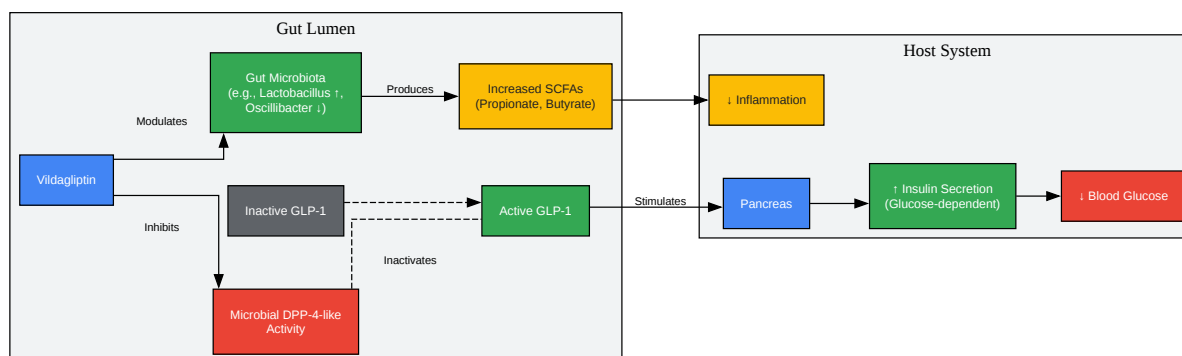 Gut Lumen
Gut Microbiota
(e.g., Lactobacillus ↑,
Oscillibacter ↓)
Produces
Increased SCFAs
(Propionate, Butyrate)
Modulates
Vildagliptin
Inhibits
Inactive GLP-1
Active GLP-1
Inactivates
Microbial DPP-4-like
Activity
Stimulates
Host System
↓ Inflammation
Pancreas
↑ Insulin Secretion
(Glucose-dependent)
↓ Blood Glucose